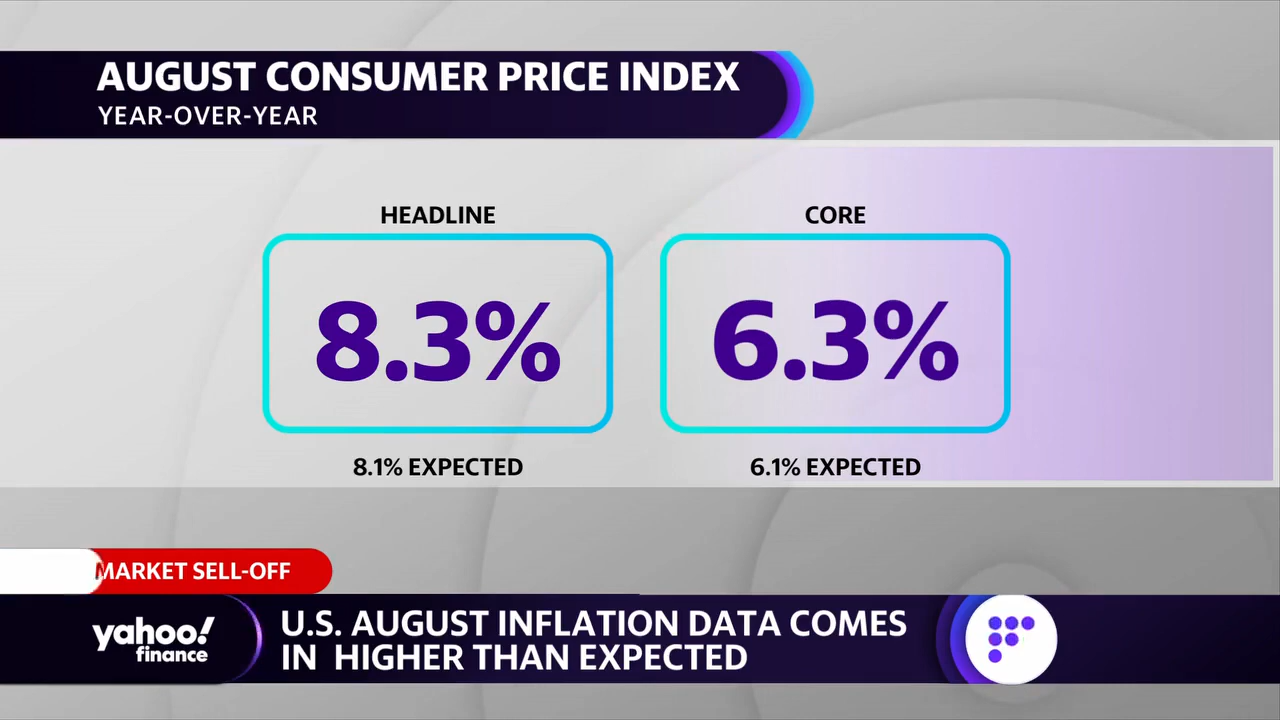 AUGUST CONSUMER PRICE INDEX
YEAR-OVER-YEAR
HEADLINE
8.3%
8.1% EXPECTED
CORE
6.3%
6.1% EXPECTED
MARKET SELL-OFF
yahoo!
finance
U.S. AUGUST INFLATION DATA COMES
IN HIGHER THAN EXPECTED